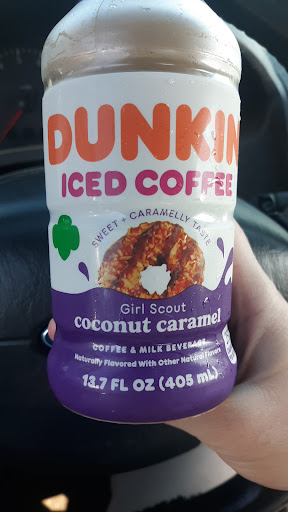 DUNKIN
ICED COFFEE
SWEET + CARAMELLY TASTE
Girl Scout
coconut caramel
COFFEE & MILK BEVERAGE
Naturally Flavored With Other Natural Flavors
13.7 FL OZ (405 mL)